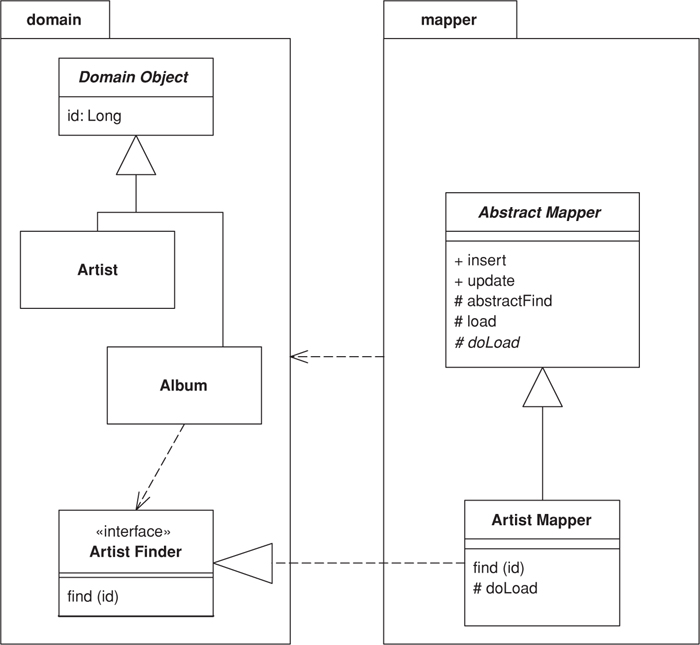 domain
Domain Object
id: Long
Artist
Album
«interface»
Artist Finder
find (id)
mapper
Abstract Mapper
+ insert
+ update
# abstractFind
# load
# doLoad
Artist Mapper
find (id)
# doLoad